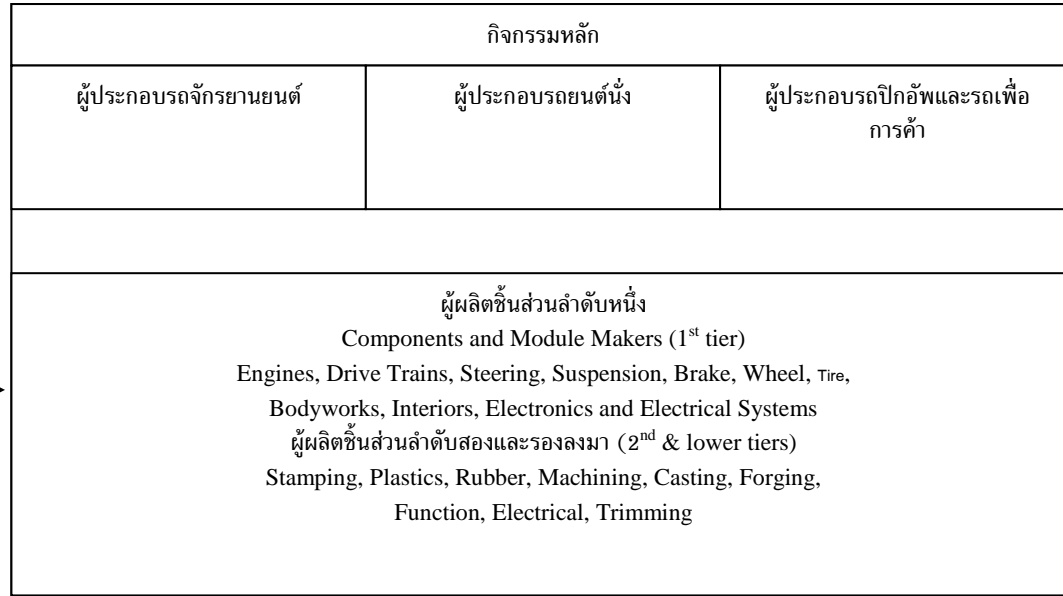 กิจกรรมหลัก
ผู้ประกอบรถจักรยานยนต์
ผู้ประกอบรถยนต์นั่ง
ผู้ประกอบรถปิกอัพและรถเพื่อ
การค้า
ผู้ผลิตชิ้นส่วนลำดับหนึ่ง
Components and Module Makers (1st tier)
Engines, Drive Trains, Steering, Suspension, Brake, Wheel, Tire,
Bodyworks, Interiors, Electronics and Electrical Systems
ผู้ผลิตชิ้นส่วนลำดับสองและรองลงมา (2nd & lower tiers)
Stamping, Plastics, Rubber, Machining, Casting, Forging,
Function, Electrical, Trimming